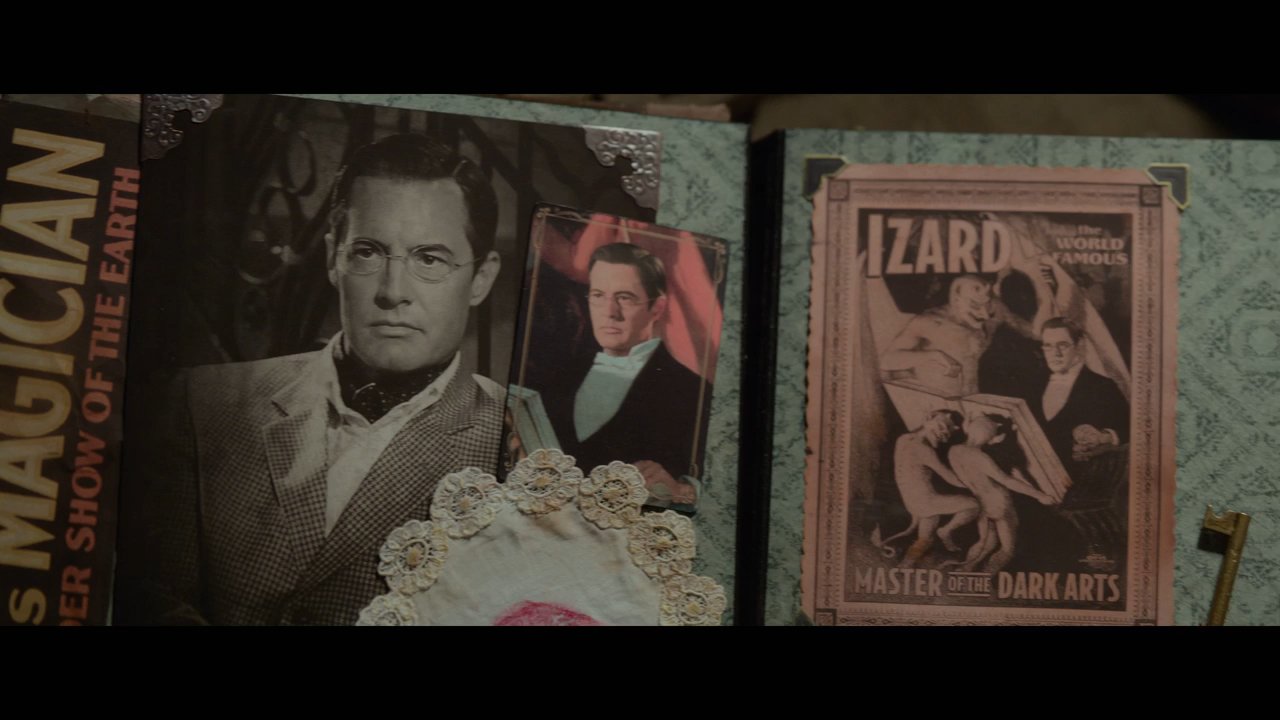 S MAGICIAN
DER SHOW OF THE EARTH
IZARD
the
WORLD
FAMOUS
MASTER OF THE DARK ARTS